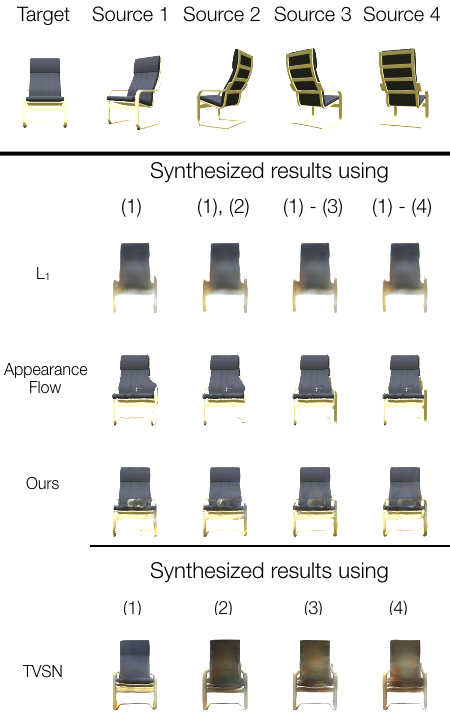 Target Source 1 Source 2 Source 3 Source 4
Synthesized results using
(1) (1), (2) (1) - (3) (1) - (4)
L₁
Appearance
Flow
Ours
Synthesized results using
(1) (2) (3) (4)
TVSN